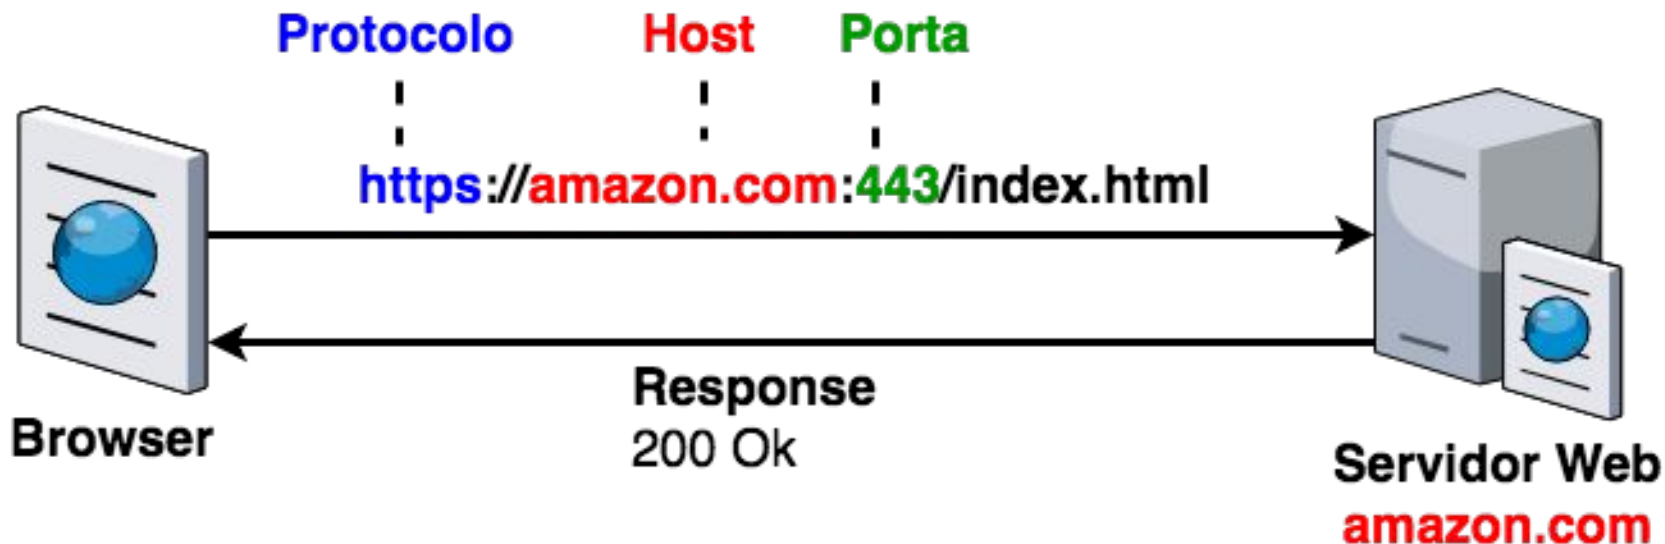 Protocolo Host Porta
https://amazon.com:443/index.html
Response
200 Ok
Browser
Servidor Web
amazon.com